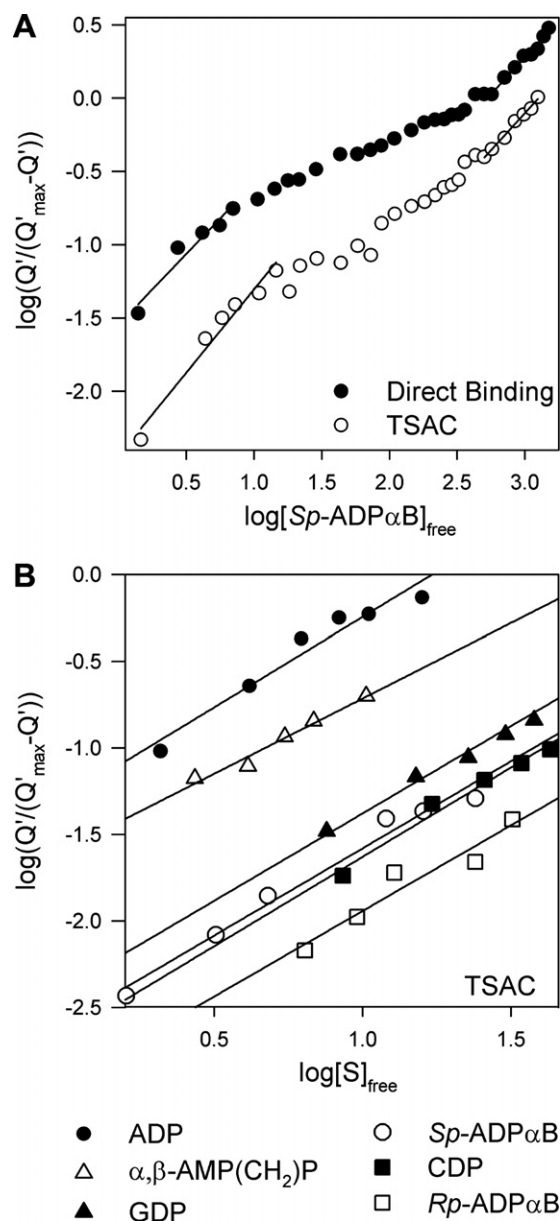 A
log(Q'/(Q'max-Q'))
0.5
0.0
-0.5
-1.0
-1.5
-2.0
Direct Binding
TSAC
0.5 1.0 1.5 2.0 2.5 3.0
log[Sp-ADPαB]free
B
log(Q'/(Q'max-Q'))
0.0
-0.5
-1.0
-1.5
-2.0
-2.5
TSAC
0.5 1.0 1.5
log[S]free
ADP
α,β-AMP(CH2)P
GDP
Sp-ADPαB
CDP
Rp-ADPαB